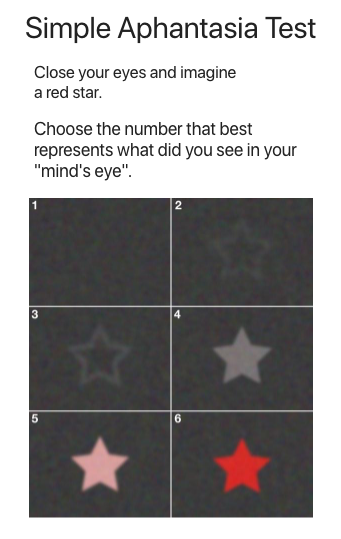 Simple Aphantasia Test
Close your eyes and imagine
a red star.
Choose the number that best
represents what did you see in your
"mind's eye".
1
2
3
4
5
6